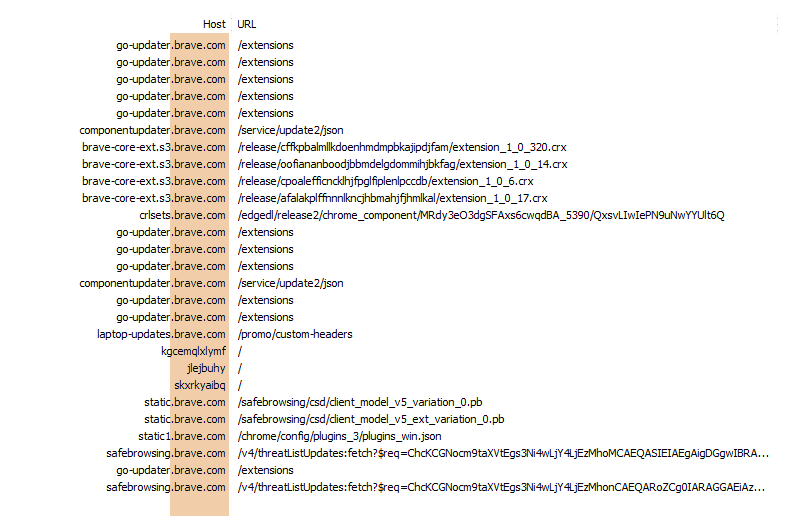 Host URL
go-updater.brave.com /extensions
go-updater.brave.com /extensions
go-updater.brave.com /extensions
go-updater.brave.com /extensions
go-updater.brave.com /extensions
componentupdater.brave.com /service/update2/json
brave-core-ext.s3.brave.com /release/cffkpbalmllkdoenhmdmpbkajipdjfam/extension_1_0_320.crx
brave-core-ext.s3.brave.com /release/oofiananboodjbbmdelgdommihjbkfag/extension_1_0_14.crx
brave-core-ext.s3.brave.com /release/cpoalefficncklhjfpglfiplenlpccdb/extension_1_0_6.crx
brave-core-ext.s3.brave.com /release/afalakplffnnnlkncjhbmahjfjhmlkal/extension_1_0_17.crx
crlsets.brave.com /edgedl/release2/chrome_component/MRdy3eO3dgSFAxs6cwqdBA_5390/QxsvLIwIePN9uNwYYUlt6Q
go-updater.brave.com /extensions
go-updater.brave.com /extensions
go-updater.brave.com /extensions
componentupdater.brave.com /service/update2/json
go-updater.brave.com /extensions
go-updater.brave.com /extensions
laptop-updates.brave.com /promo/custom-headers
kgcemqlxlymf /
jlejbuhy /
skxrkyaibq /
static.brave.com /safebrowsing/csd/client_model_v5_variation_0.pb
static.brave.com /safebrowsing/csd/client_model_v5_ext_variation_0.pb
static1.brave.com /chrome/config/plugins_3/plugins_win.json
safebrowsing.brave.com /v4/threatListUpdates:fetch?$req=ChcKCGNocm9taXVtEgs3Ni4wLjY4LjEzMhoMCAEQASIEIAEgAigDGgwIBRA...
go-updater.brave.com /extensions
safebrowsing.brave.com /v4/threatListUpdates:fetch?$req=ChcKCGNocm9taXVtEgs3Ni4wLjY4LjEzMhonCAEQARoZCg0IARAGGAEiAz...